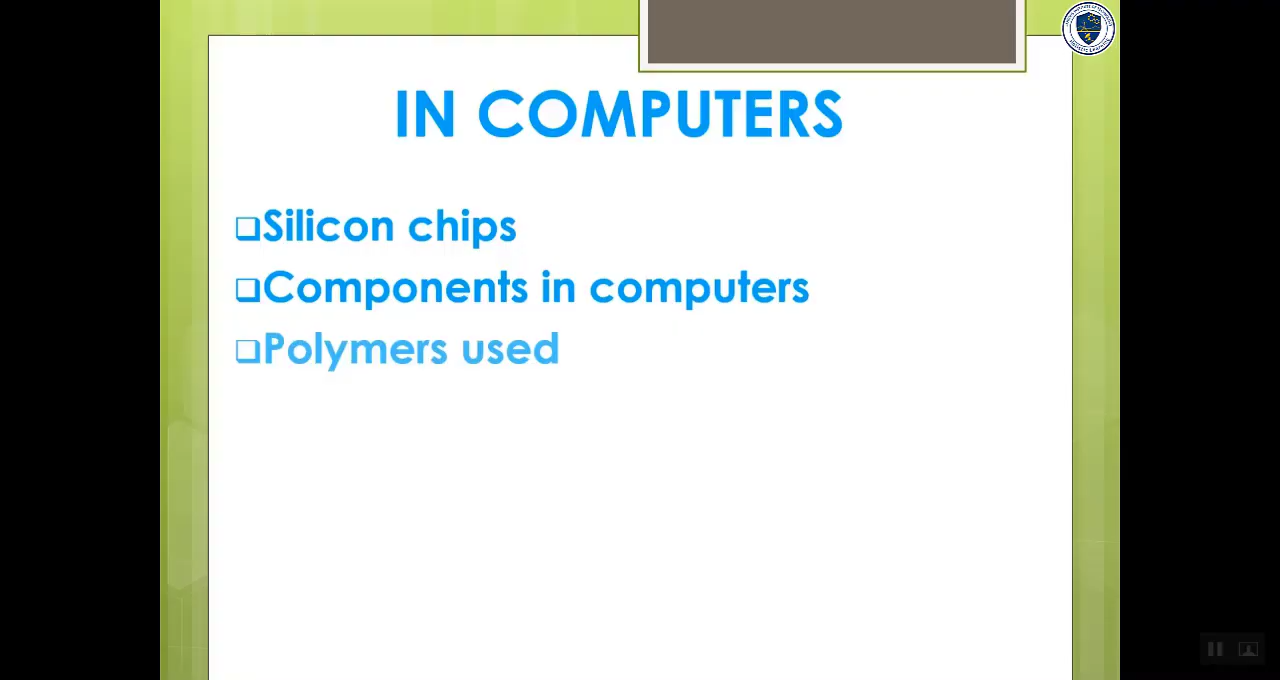 IN COMPUTERS
❑Silicon chips
❑Components in computers
❑Polymers used